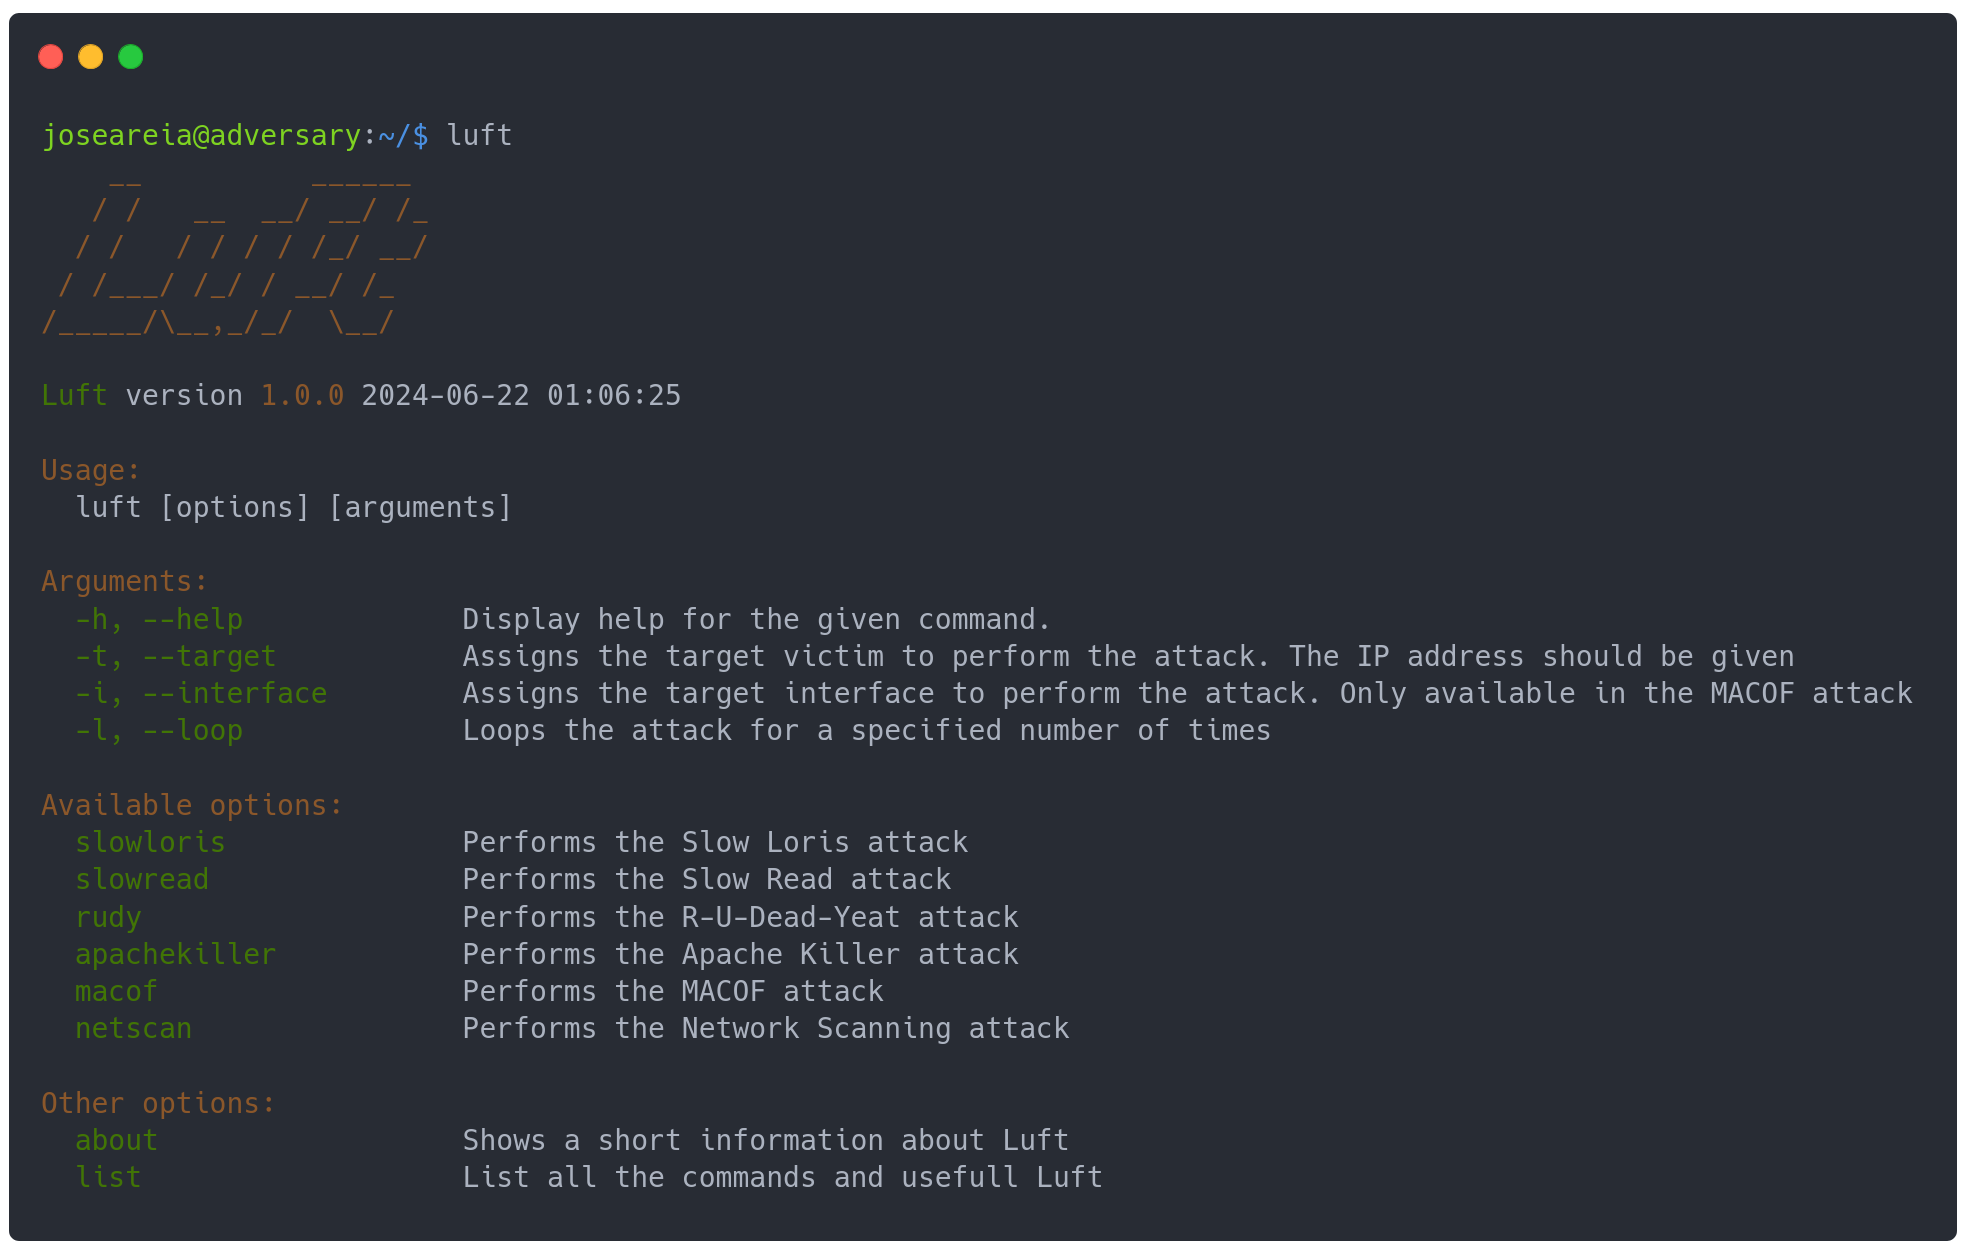 joseareia@adversary:~/$ luft
    __          ______
   / /   __  __/ __/ /_
  / /   / / / / /_/ __/
 / /___/ /_/ / __/ /_
/_____/\__,_/_/  \__/
Luft version 1.0.0 2024-06-22 01:06:25
Usage:
  luft [options] [arguments]
Arguments:
  -h, --help             Display help for the given command.
  -t, --target           Assigns the target victim to perform the attack. The IP address should be given
  -i, --interface        Assigns the target interface to perform the attack. Only available in the MACOF attack
  -l, --loop             Loops the attack for a specified number of times
Available options:
  slowloris              Performs the Slow Loris attack
  slowread               Performs the Slow Read attack
  rudy                   Performs the R-U-Dead-Yeat attack
  apachekiller           Performs the Apache Killer attack
  macof                  Performs the MACOF attack
  netscan                Performs the Network Scanning attack
Other options:
  about                  Shows a short information about Luft
  list                   List all the commands and usefull Luft